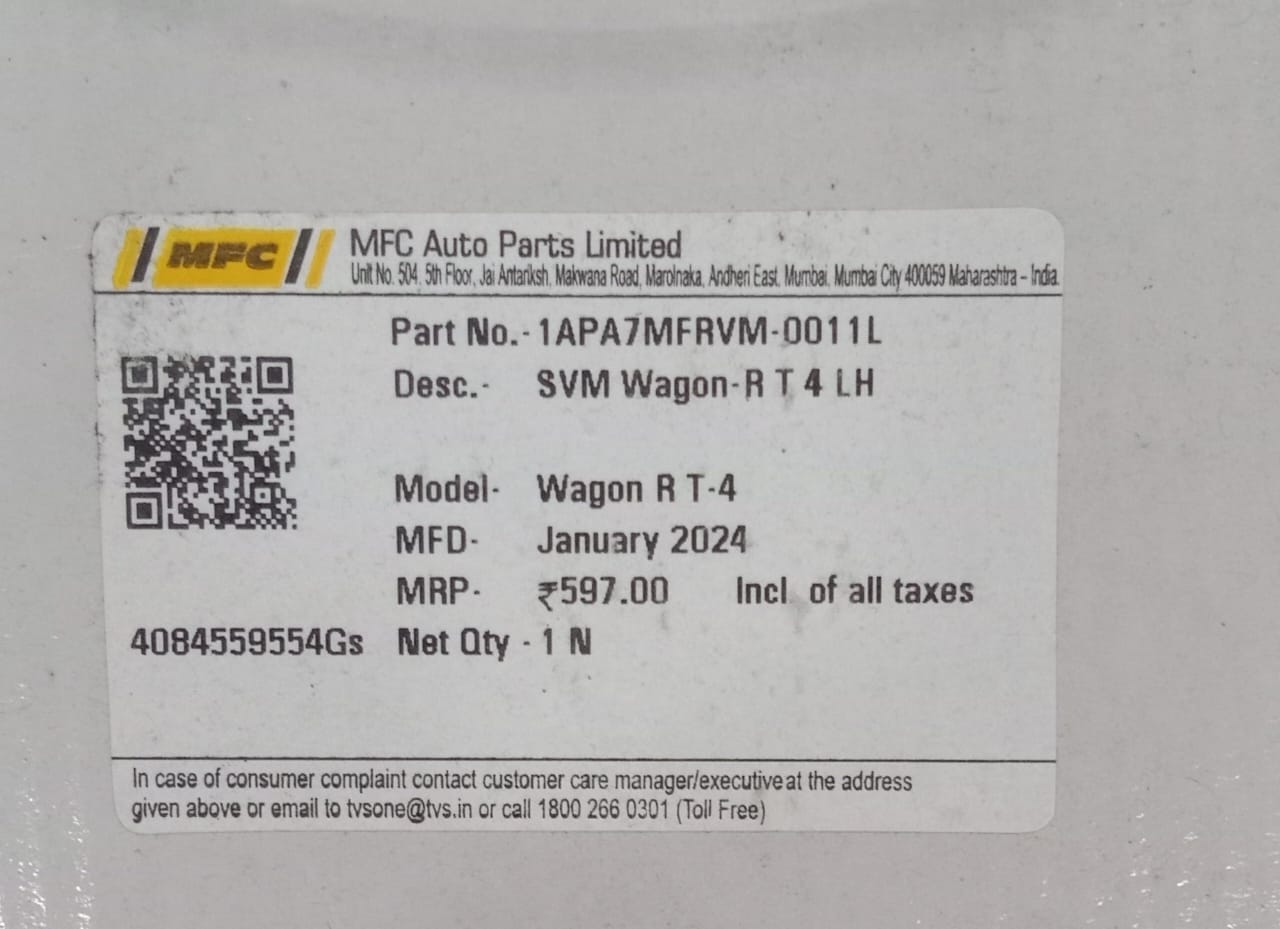 MFC
MFC Auto Parts Limited
Unit No. 504, 5th Floor, Jai Antariksh, Makwana Road, Marolnaka, Andheri East, Mumbai, Mumbai City 400059 Maharashtra - India.
Part No.- 1APA7MFRVM-0011L
Desc.- SVM Wagon-R T 4 LH
Model- Wagon R T-4
MFD- January 2024
MRP- ₹597.00 Incl. of all taxes
4084559554Gs Net Qty - 1 N
In case of consumer complaint contact customer care manager/executive at the address
given above or email to tvsone@tvs.in or call 1800 266 0301 (Toll Free)